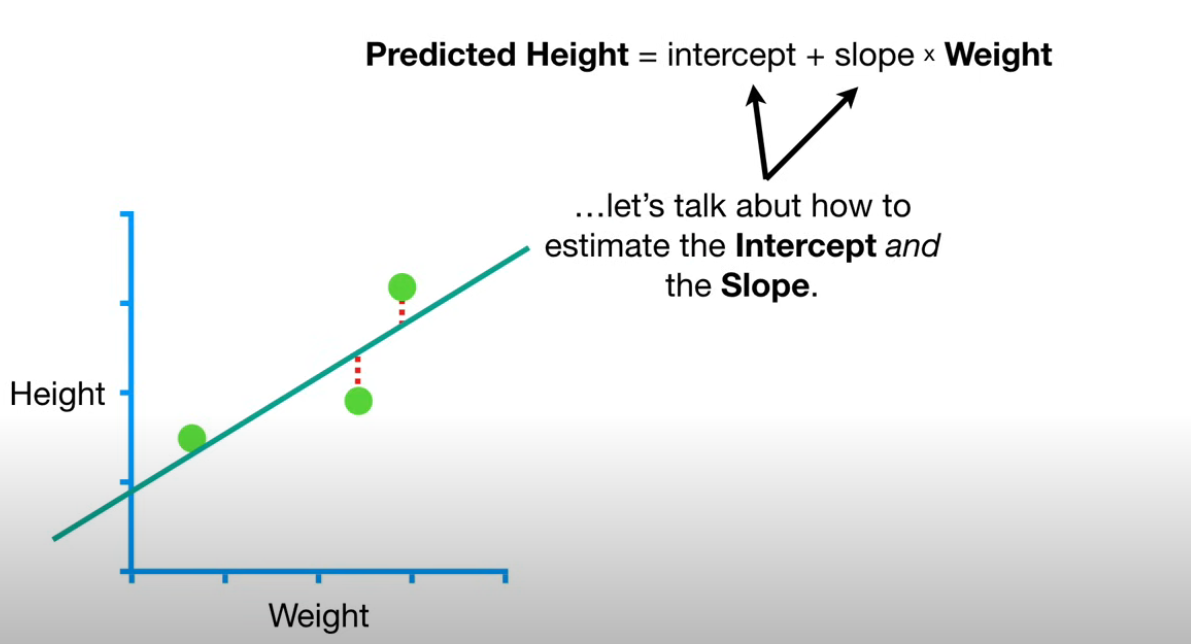 Predicted Height = intercept + slope x Weight
…let’s talk abut how to
estimate the Intercept and
the Slope.
Height
Weight